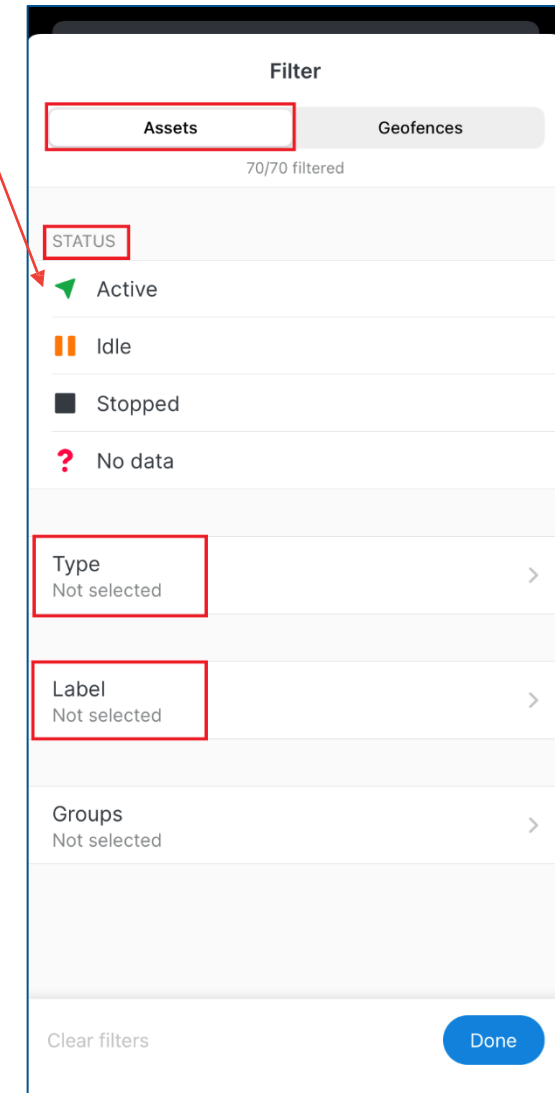 Filter
Assets
Geofences
70/70 filtered
STATUS
Active
Idle
Stopped
? No data
Type
Not selected
Label
Not selected
Groups
Not selected
Clear filters
Done